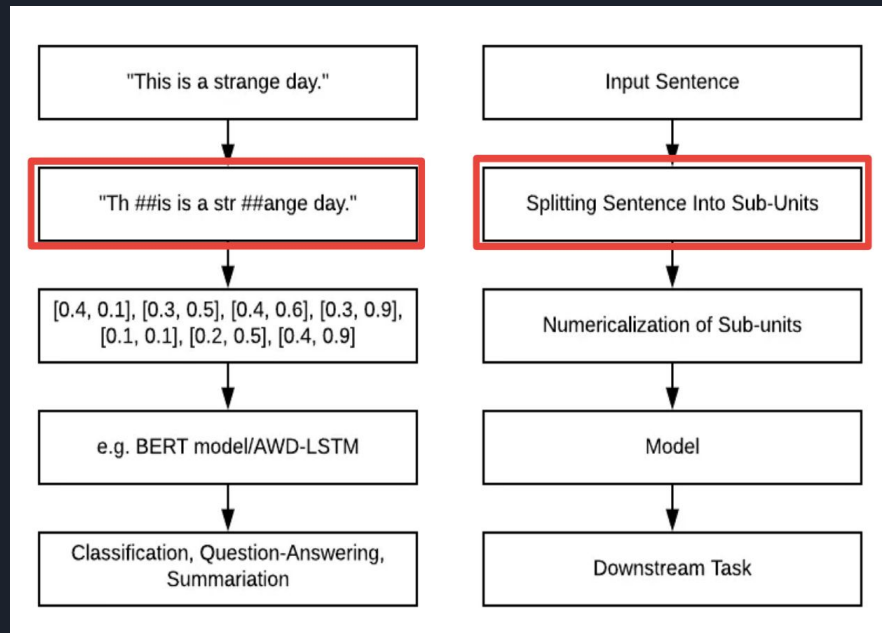 "This is a strange day."
"Th ##is is a str ##ange day."
[0.4, 0.1], [0.3, 0.5], [0.4, 0.6], [0.3, 0.9],
[0.1, 0.1], [0.2, 0.5], [0.4, 0.9]
e.g. BERT model/AWD-LSTM
Classification, Question-Answering,
Summariation
Input Sentence
Splitting Sentence Into Sub-Units
Numericalization of Sub-units
Model
Downstream Task